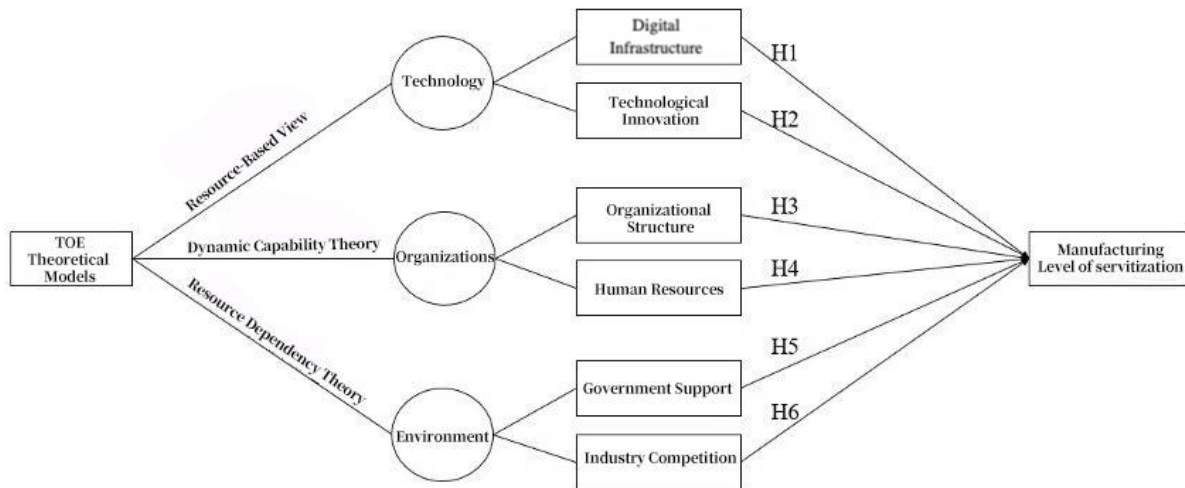 Digital
Infrastructure
H1
Technology
Technological
Innovation
H2
Resource-Based View
Organizational
Structure
H3
TOE
Theoretical
Models
Dynamic Capability Theory
Organizations
Manufacturing
Level of servitization
Human Resources
H4
Resource Dependency Theory
Government Support
H5
Environment
Industry Competition
H6